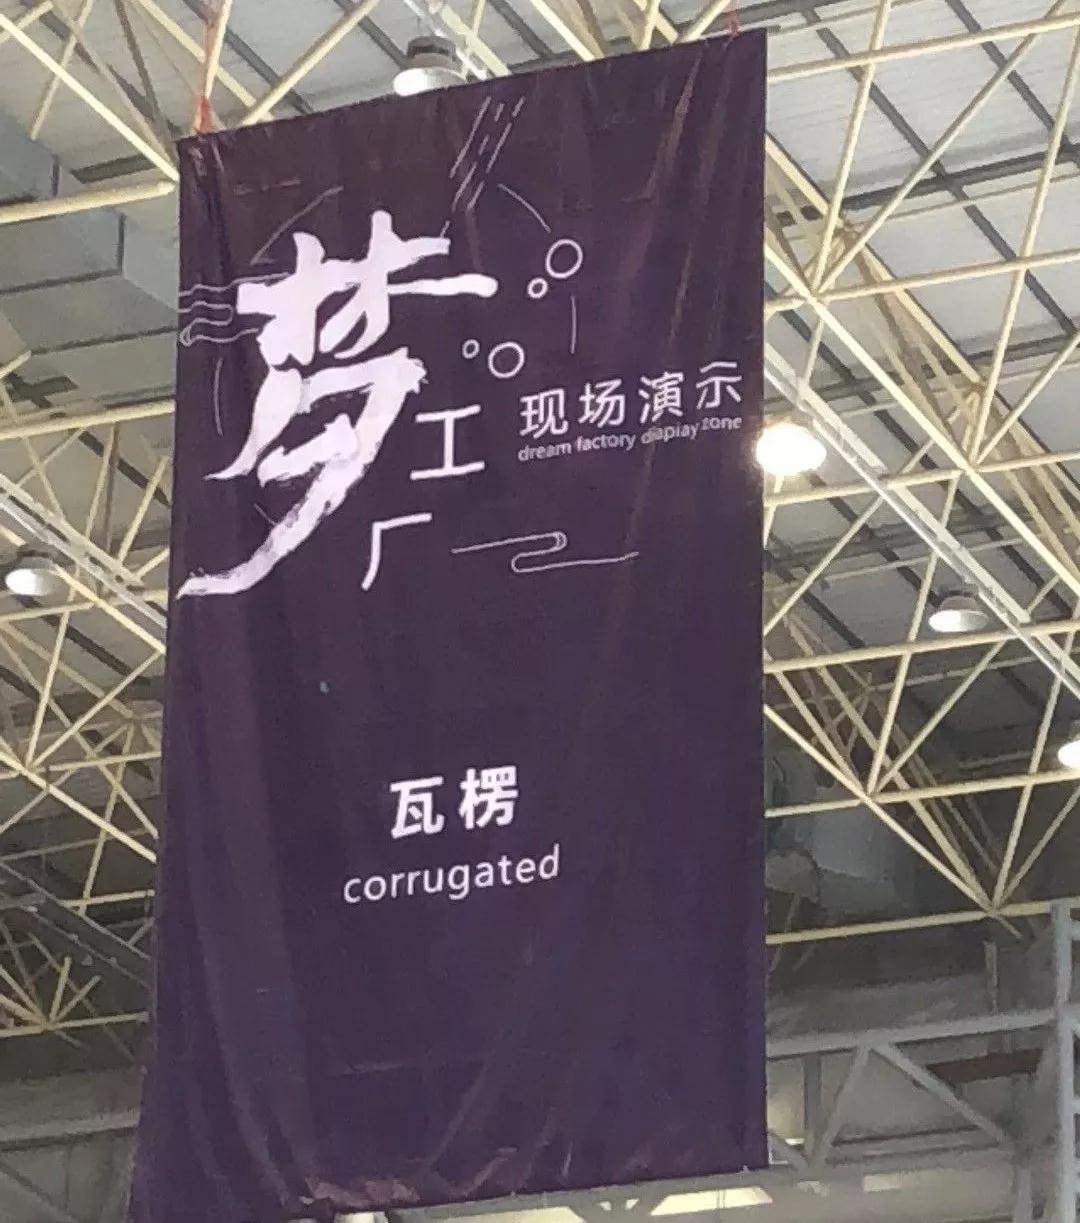 梦工厂
现场演示
dream factory diapiay zone
瓦楞
corrugated